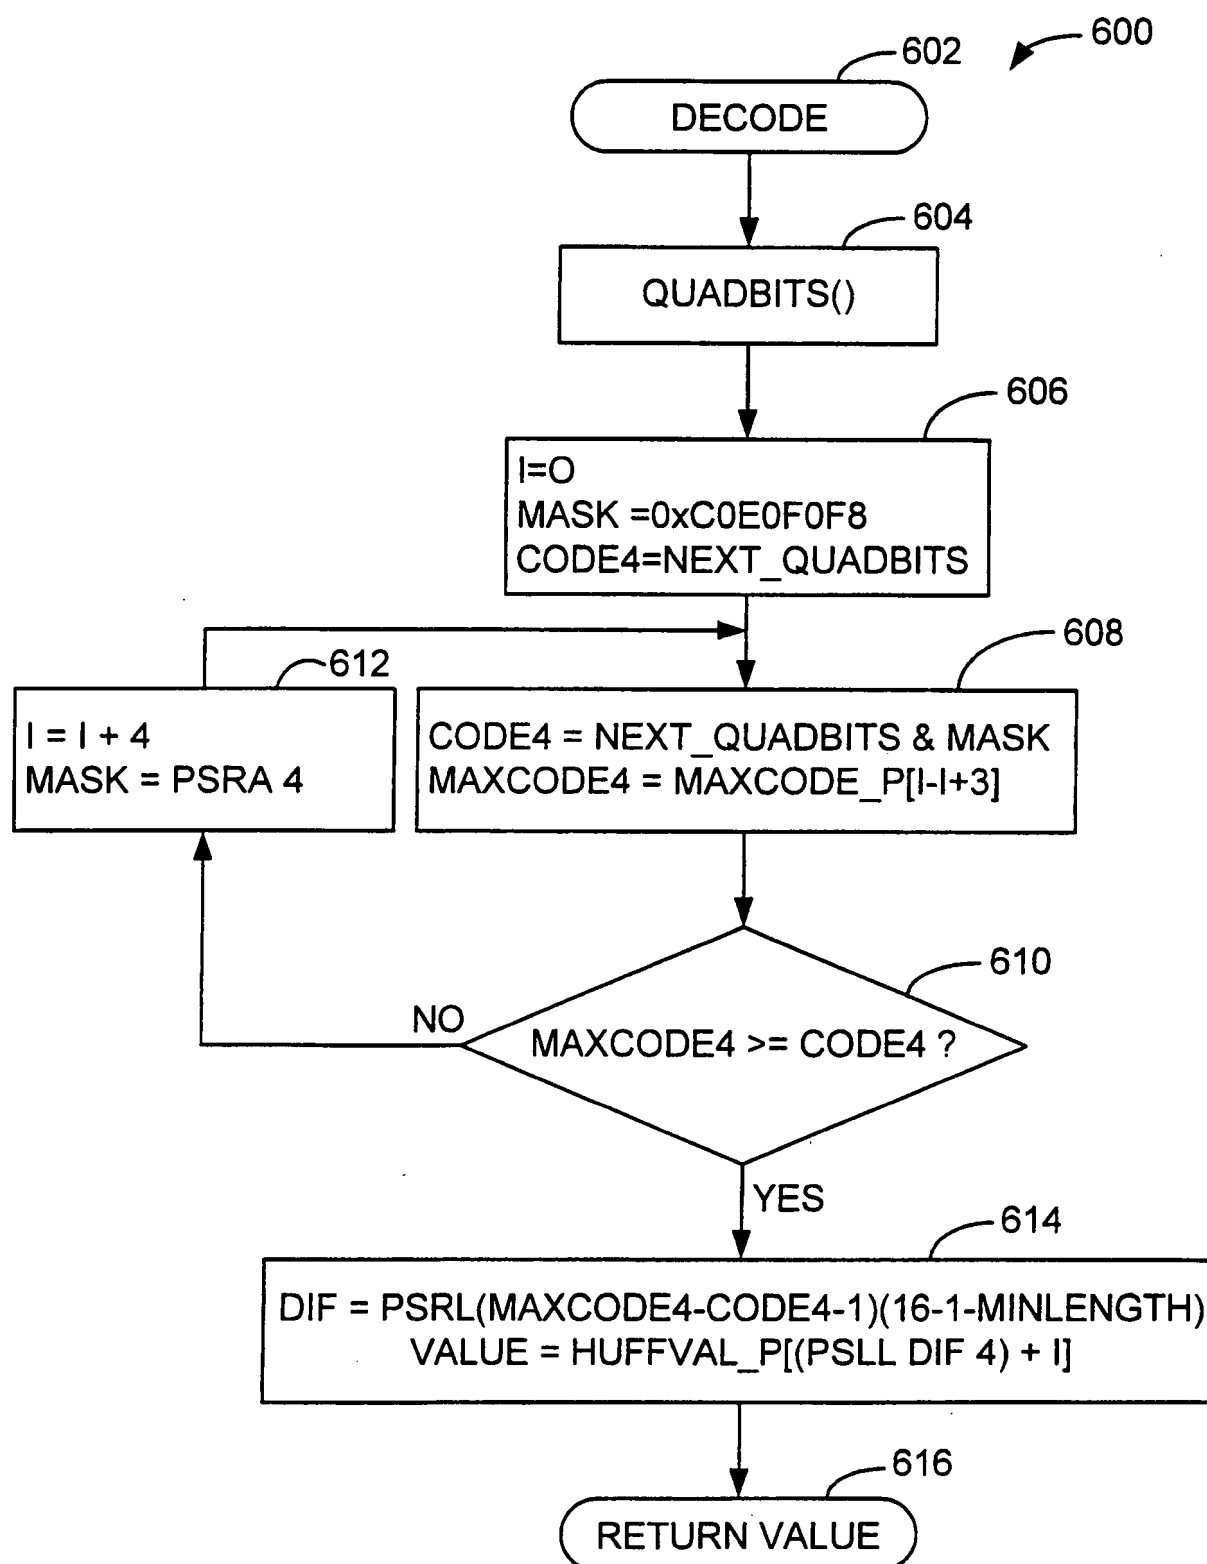 600
602
DECODE
604
QUADBITS()
606
I=O
MASK =0xC0E0F0F8
CODE4=NEXT_QUADBITS
608
612
I = I + 4
MASK = PSRA 4
CODE4 = NEXT_QUADBITS & MASK
MAXCODE4 = MAXCODE_P[I-I+3]
610
NO
MAXCODE4 >= CODE4 ?
YES
614
DIF = PSRL(MAXCODE4-CODE4-1)(16-1-MINLENGTH)
VALUE = HUFFVAL_P[(PSLL DIF 4) + I]
616
RETURN VALUE